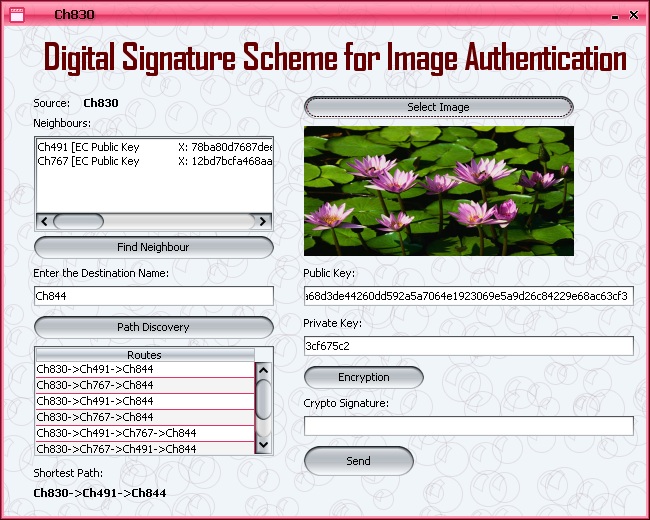 Ch830
Digital Signature Scheme for Image Authentication
Source: Ch830
Neighbours:
Ch491 [EC Public Key X: 78ba80d7687dee
Ch767 [EC Public Key X: 12bd7bcfa468aa
Find Neighbour
Enter the Destination Name:
Ch844
Path Discovery
Routes
Ch830->Ch491->Ch844
Ch830->Ch767->Ch844
Ch830->Ch491->Ch844
Ch830->Ch767->Ch844
Ch830->Ch491->Ch767->Ch844
Ch830->Ch767->Ch491->Ch844
Shortest Path:
Ch830->Ch491->Ch844
Select Image
Public Key:
a68d3de44260dd592a5a7064e1923069e5a9d26c84229e68ac63cf3
Private Key:
3cf675c2
Encryption
Crypto Signature:
Send